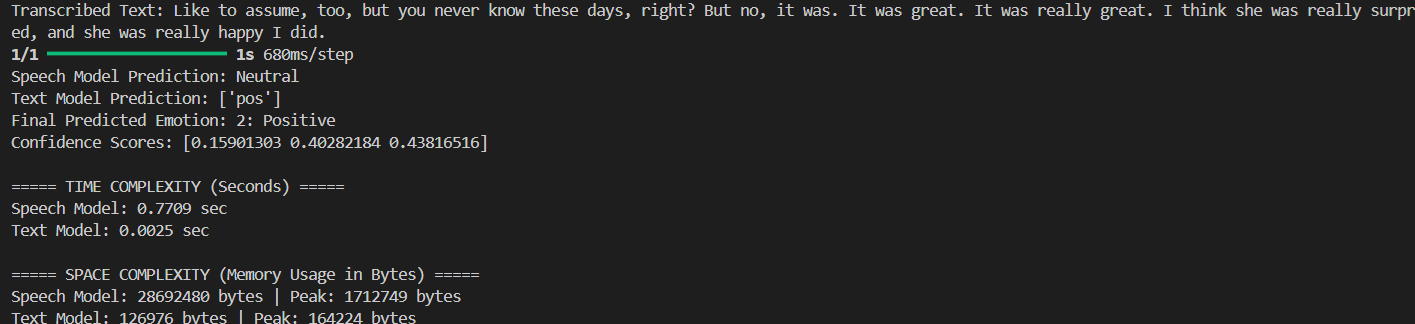 Transcribed Text: Like to assume, too, but you never know these days, right? But no, it was. It was great. It was really great. I think she was really surpr
ed, and she was really happy I did.
1/1 ━━━━━━━━━━━━━━━━━━━━ 1s 680ms/step
Speech Model Prediction: Neutral
Text Model Prediction: ['pos']
Final Predicted Emotion: 2: Positive
Confidence Scores: [0.15901303 0.40282184 0.43816516]
===== TIME COMPLEXITY (Seconds) =====
Speech Model: 0.7709 sec
Text Model: 0.0025 sec
===== SPACE COMPLEXITY (Memory Usage in Bytes) =====
Speech Model: 28692480 bytes | Peak: 1712749 bytes
Text Model: 126976 bytes | Peak: 164224 bytes